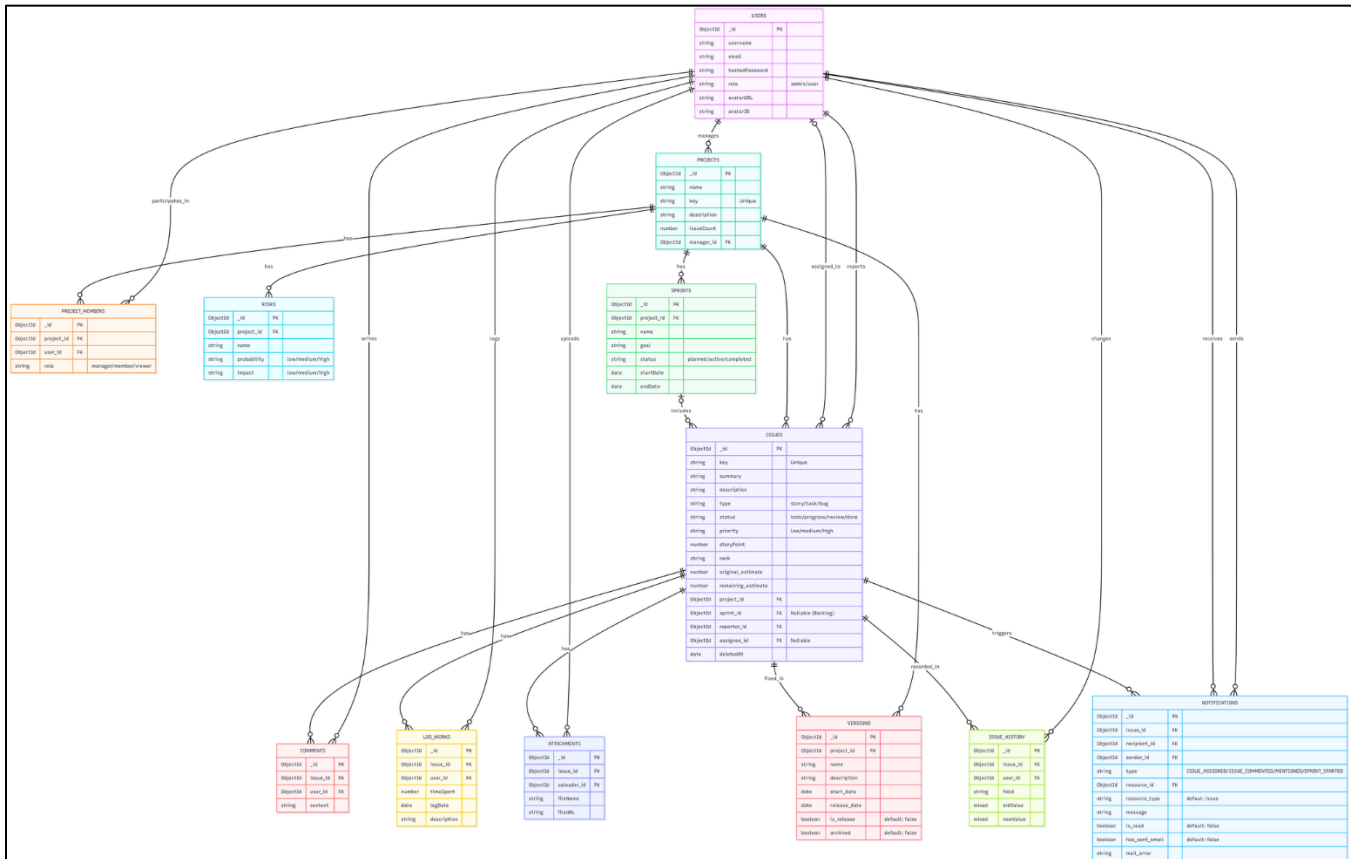 USERS
ObjectId _id PK
string username
string email
string hashedPassword
string role admin/user
string avatarURL
string avatarID
manages
PROJECTS
ObjectId _id PK
string name
string key Unique
string description
number issueCount
ObjectId manager_id FK
participates_in
has
has
has
assigned_to
reports
SPRINTS
ObjectId _id PK
ObjectId project_id FK
string name
string goal
string status planned/active/completed
date startDate
date endDate
PROJECT_MEMBERS
ObjectId _id PK
ObjectId project_id FK
ObjectId user_id FK
string role manager/member/viewer
RISKS
ObjectId _id PK
ObjectId project_id FK
string name
string probability low/medium/high
string impact low/medium/high
writes
logs
uploads
has
changes
receives
sends
includes
has
ISSUES
ObjectId _id PK
string key Unique
string summary
string description
string type story/task/bug
string status todo/progress/review/done
string priority low/medium/high
number storyPoint
string rank
number original_estimate
number remaining_estimate
ObjectId project_id FK
ObjectId sprint_id FK Nullable (Backlog)
ObjectId reporter_id FK
ObjectId assignee_id FK Nullable
date deletedAt
has
has
has
triggers
fixed_in
recorded_in
COMMENTS
ObjectId _id PK
ObjectId issue_id FK
ObjectId user_id FK
string content
LOG_WORKS
ObjectId _id PK
ObjectId issue_id FK
ObjectId user_id FK
number timeSpent
date logDate
string description
ATTACHMENTS
ObjectId _id PK
ObjectId issue_id FK
ObjectId uploader_id FK
string fileName
string fileURL
VERSIONS
ObjectId _id PK
ObjectId project_id FK
string name
string description
date start_date
date release_date
boolean is_release default: false
boolean archived default: false
ISSUE_HISTORY
ObjectId _id PK
ObjectId issue_id FK
ObjectId user_id FK
string field
mixed oldValue
mixed newValue
NOTIFICATIONS
ObjectId _id PK
ObjectId issue_id FK
ObjectId recipient_id FK
ObjectId sender_id FK
string type ISSUE_ASSIGNED/ISSUE_COMMENTED/MENTIONED/SPRINT_STARTED
ObjectId resource_id FK
string resource_type defaut: issue
string message
boolean is_read default: false
boolean has_sent_email default: false
string mail_error